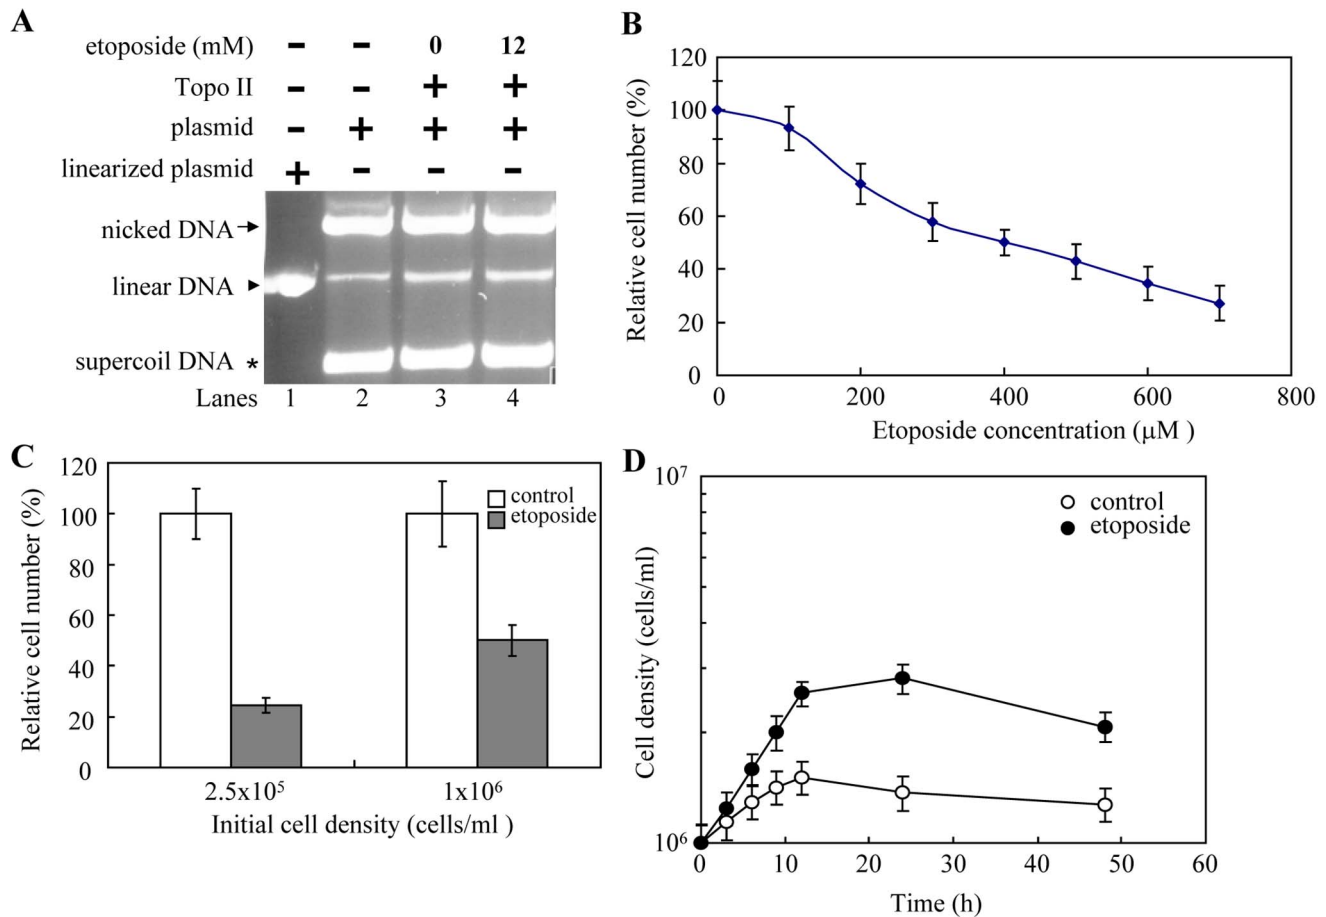 A
etoposide (mM) - - 0 12
Topo II - - + +
plasmid - + + +
linearized plasmid + - - -
nicked DNA
linear DNA
supercoil DNA *
Lanes 1 2 3 4
B
Relative cell number (%)
120
100
80
60
40
20
0
0 200 400 600 800
Etoposide concentration (μM )
C
Relative cell number (%)
120
100
80
60
40
20
0
control
etoposide
2.5x10⁵ 1x10⁶
Initial cell density (cells/ml )
D
Cell density (cells/ml)
10⁷
10⁶
control
etoposide
0 10 20 30 40 50 60
Time (h)